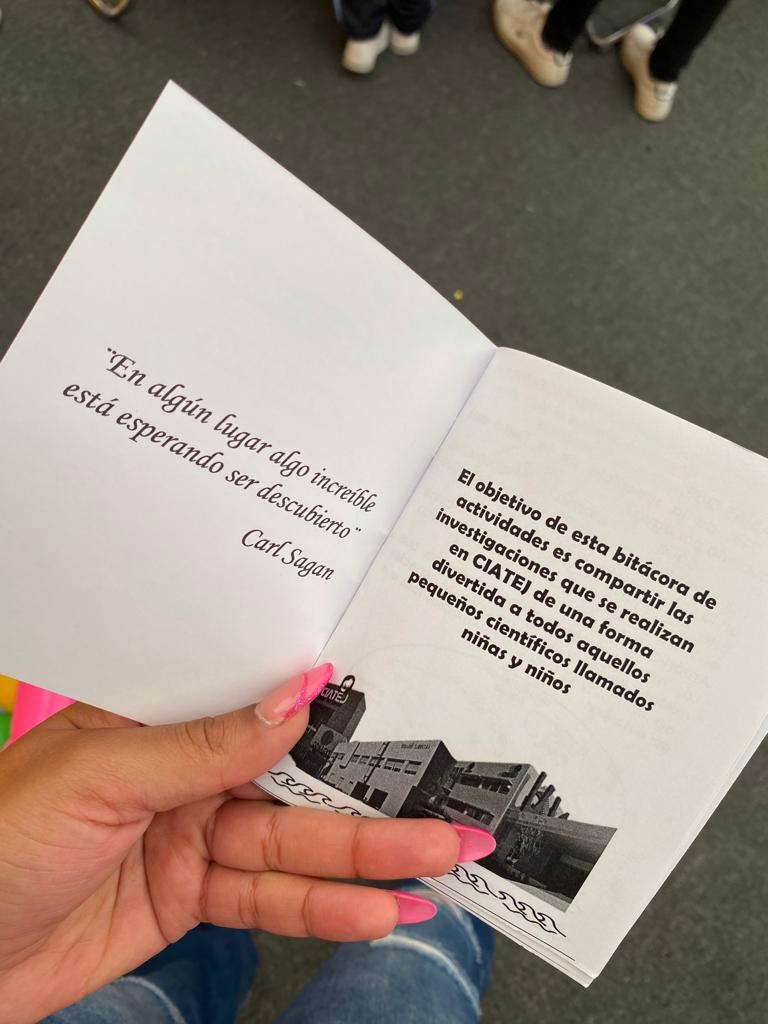 ¨En algún lugar algo increíble
está esperando ser descubierto¨
Carl Sagan
El objetivo de esta bitácora de
actividades es compartir las
investigaciones que se realizan
en CIATEJ de una forma
divertida a todos aquellos
pequeños científicos llamados
niñas y niños
CIATEJ